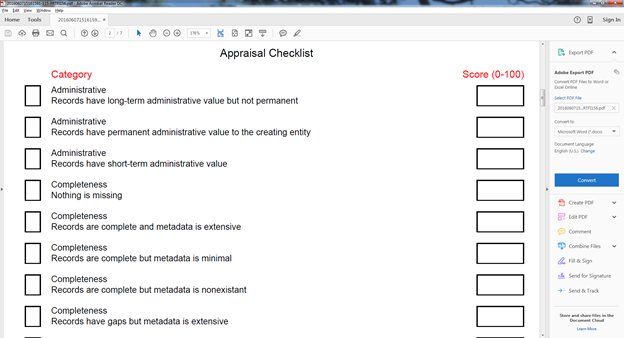 2016060715161591-115-RRTFI156.pdf - Adobe Acrobat Reader DC
File Edit View Window Help
Home Tools 2016060715516159... ×
Sign In
2 / 7 176%
Appraisal Checklist
Category Score (0-100)
Administrative
Records have long-term administrative value but not permanent
Administrative
Records have permanent administrative value to the creating entity
Administrative
Records have short-term administrative value
Completeness
Nothing is missing
Completeness
Records are complete and metadata is extensive
Completeness
Records are complete but metadata is minimal
Completeness
Records are complete but metadata is nonexistant
Completeness
Records have gaps but metadata is extensive
Export PDF
Adobe Export PDF
Convert PDF Files to Word or
Excel Online
Select PDF File
Convert to
Microsoft Word (*.docx)
Document Language:
English (U.S.) Change
Convert
Create PDF
Edit PDF
Comment
Combine Files
Fill & Sign
Send for Signature
Send & Track
Store and share files in the
Document Cloud
Learn More